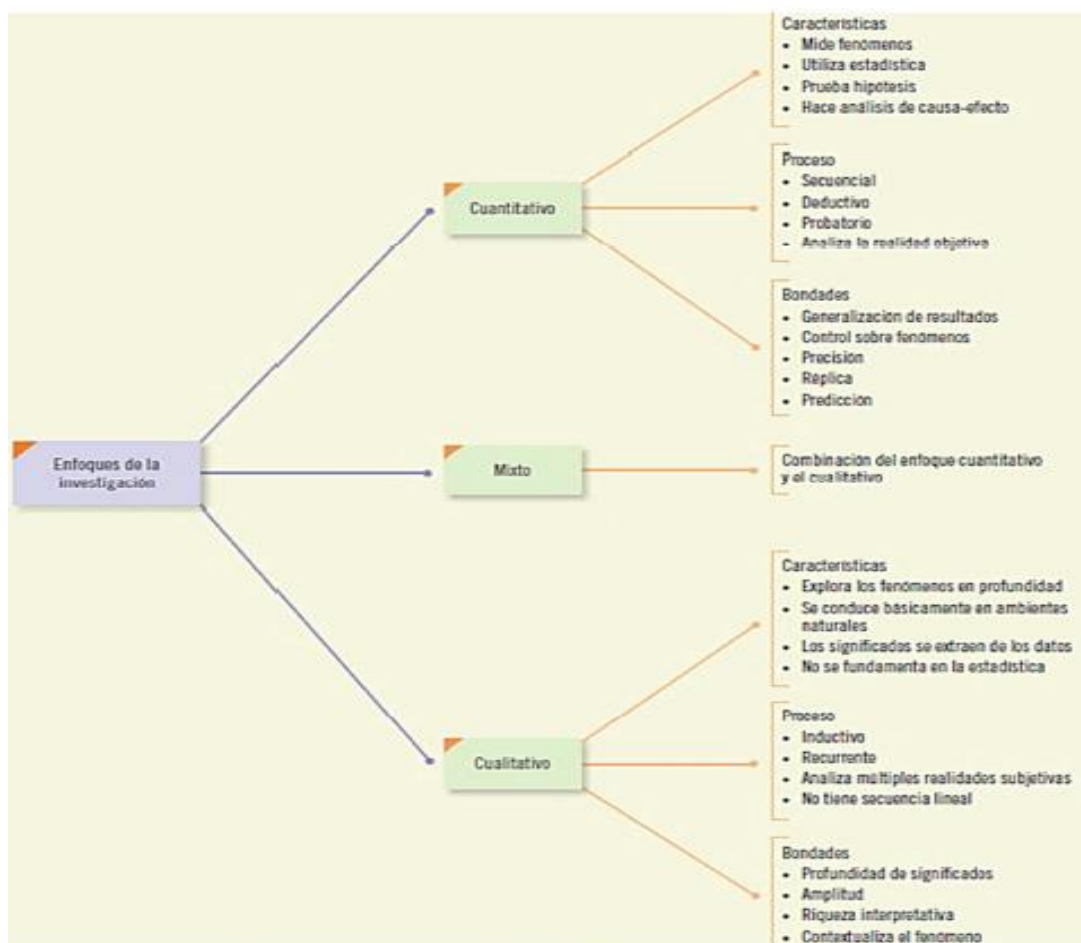 Enfoques de la
investigación
Cuantitativo
Características
• Mide fenómenos
• Utiliza estadística
• Prueba hipótesis
• Hace análisis de causa-efecto
Proceso
• Secuencial
• Deductivo
• Probatorio
• Analiza la realidad objetiva
Bondades
• Generalización de resultados
• Control sobre fenómenos
• Precisión
• Réplica
• Predicción
Mixto
Combinación del enfoque cuantitativo
y el cualitativo
Cualitativo
Características
• Explora los fenómenos en profundidad
• Se conduce básicamente en ambientes
naturales
• Los significados se extraen de los datos
• No se fundamenta en la estadística
Proceso
• Inductivo
• Recurrente
• Analiza múltiples realidades subjetivas
• No tiene secuencia lineal
Bondades
• Profundidad de significados
• Amplitud
• Riqueza interpretativa
• Contextualiza el fenómeno